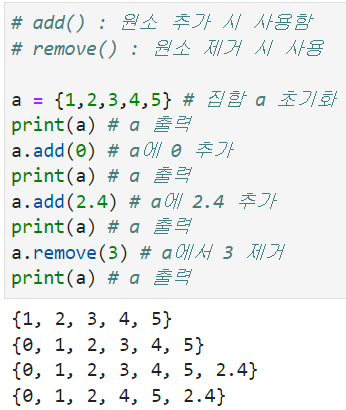 # add() : 원소 추가 시 사용함
# remove() : 원소 제거 시 사용
a = {1,2,3,4,5} # 집합 a 초기화
print(a) # a 출력
a.add(0) # a에 0 추가
print(a) # a 출력
a.add(2.4) # a에 2.4 추가
print(a) # a 출력
a.remove(3) # a에서 3 제거
print(a) # a 출력
{1, 2, 3, 4, 5}
{0, 1, 2, 3, 4, 5}
{0, 1, 2, 3, 4, 5, 2.4}
{0, 1, 2, 4, 5, 2.4}